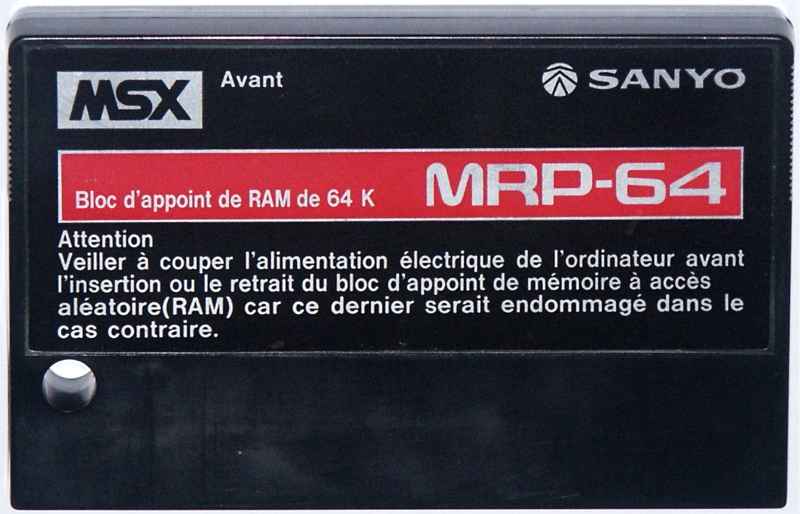 MSX Avant SANYO
Bloc d'appoint de RAM de 64 K MRP-64
Attention
Veiller à couper l'alimentation électrique de l'ordinateur avant
l'insertion ou le retrait du bloc d'appoint de mémoire à accès
aléatoire(RAM) car ce dernier serait endommagé dans le
cas contraire.